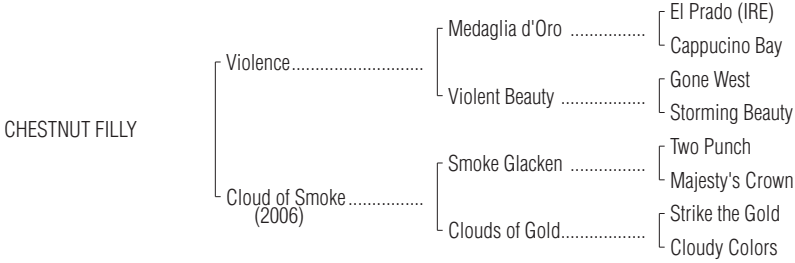 El Prado (IRE)
Medaglia d'Oro ................
Cappucino Bay
Violence............................
Gone West
Violent Beauty ..................
Storming Beauty
CHESTNUT FILLY
Two Punch
Smoke Glacken ................
Majesty's Crown
Cloud of Smoke................
(2006)
Strike the Gold
Clouds of Gold..................
Cloudy Colors